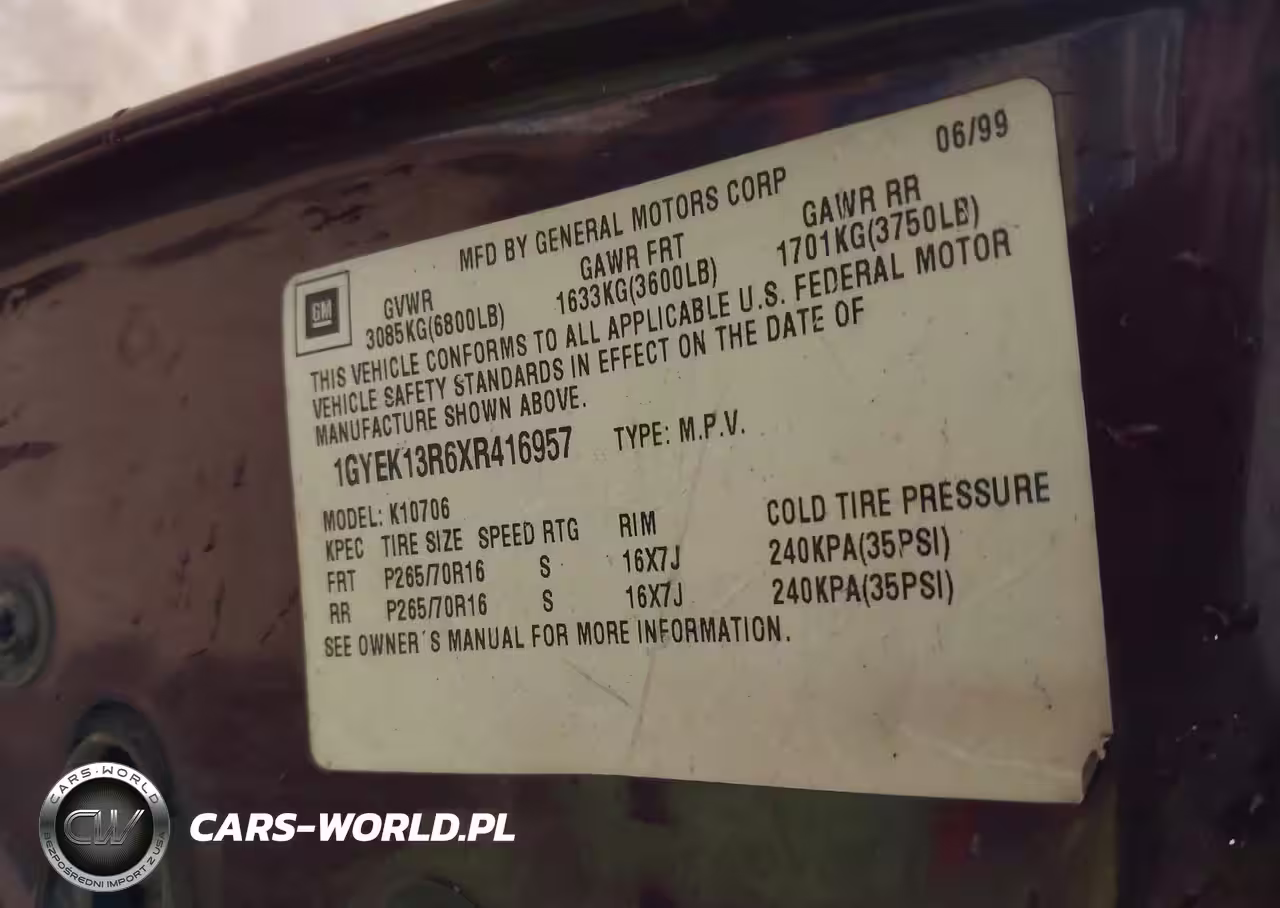 06/99
MFD BY GENERAL MOTORS CORP
GM
GVWR GAWR FRT GAWR RR
3085KG(6800LB) 1633KG(3600LB) 1701KG(3750LB)
THIS VEHICLE CONFORMS TO ALL APPLICABLE U.S. FEDERAL MOTOR
VEHICLE SAFETY STANDARDS IN EFFECT ON THE DATE OF
MANUFACTURE SHOWN ABOVE.
1GYEK13R6XR416957 TYPE: M.P.V.
MODEL: K10706
KPEC TIRE SIZE SPEED RTG RIM COLD TIRE PRESSURE
FRT P265/70R16 S 16X7J 240KPA(35PSI)
RR P265/70R16 S 16X7J 240KPA(35PSI)
SEE OWNER'S MANUAL FOR MORE INFORMATION.
CARS-WORLD
CW
BEZPOŚREDNI IMPORT Z USA
CARS-WORLD.PL